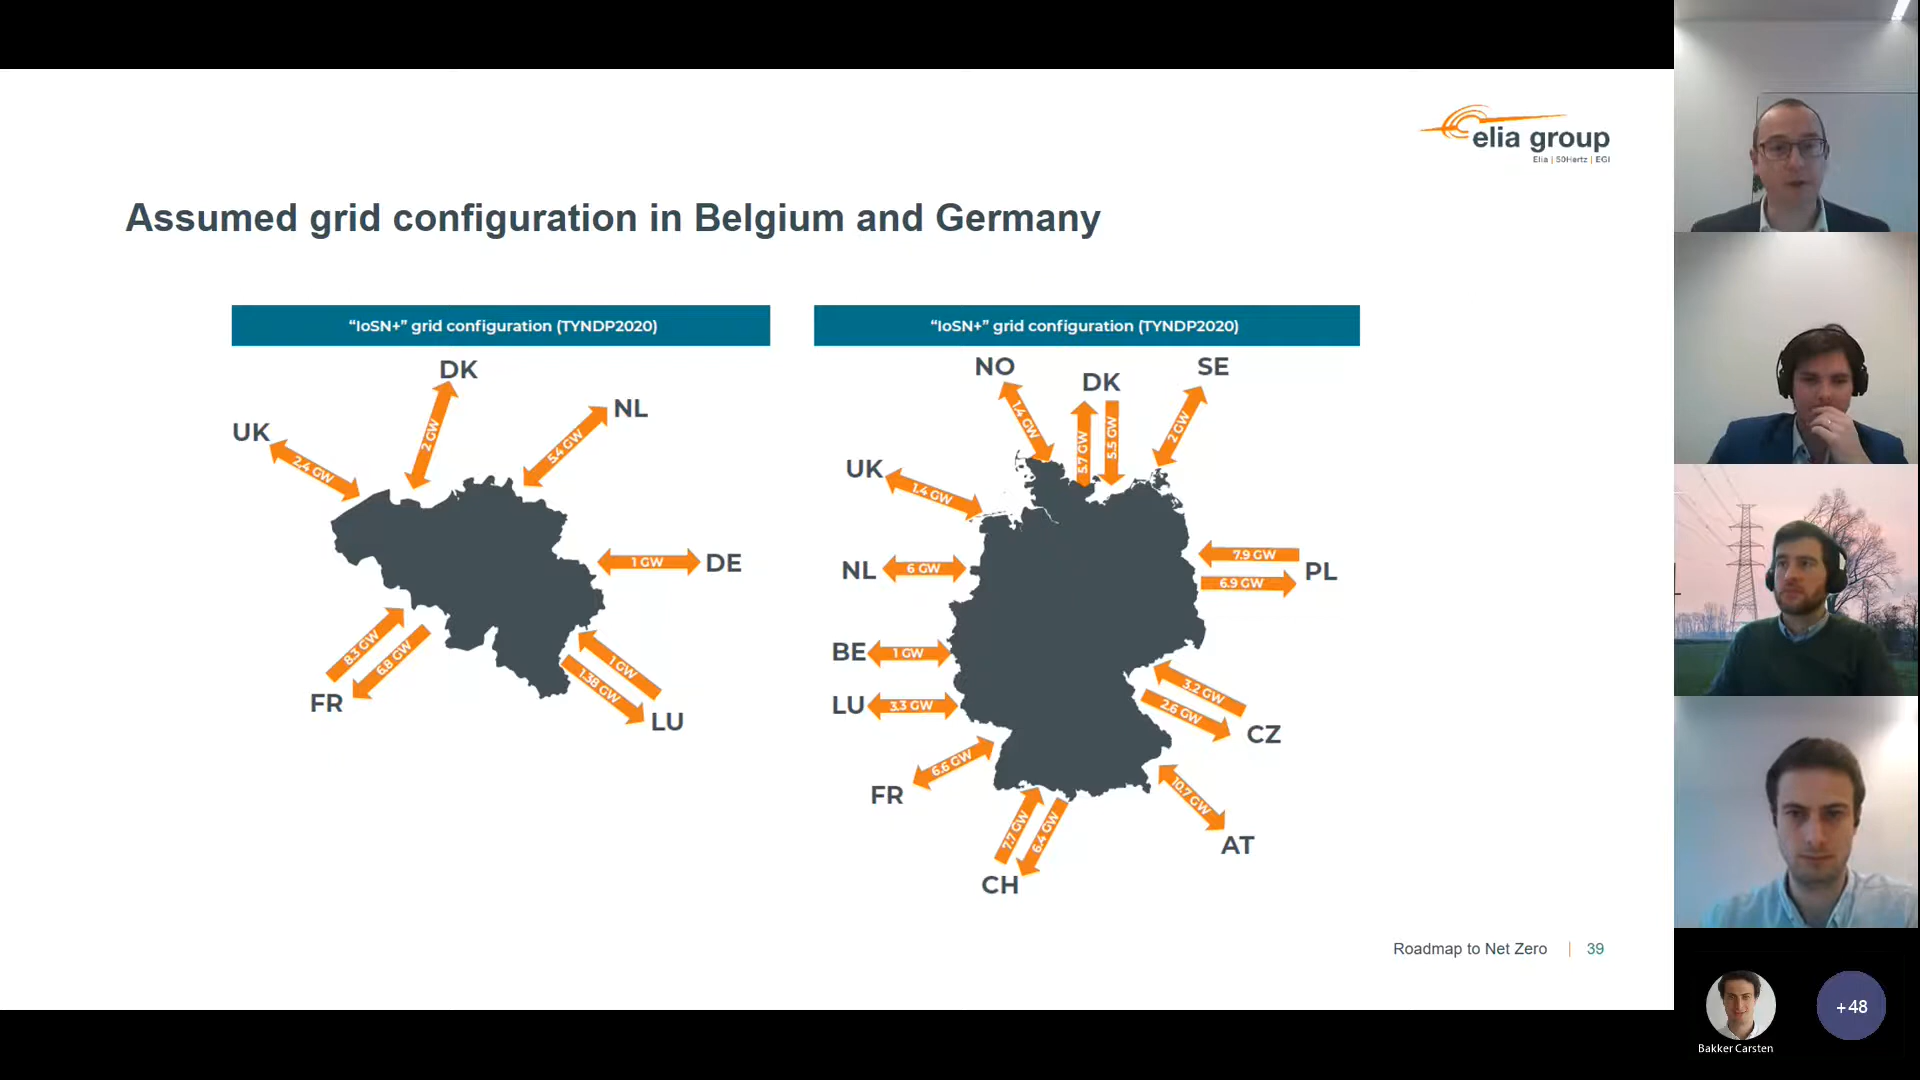 elia group
Elia | 50Hertz | EGI
Assumed grid configuration in Belgium and Germany
“IoSN+” grid configuration (TYNDP2020)
DK
2 GW
UK
2.4 GW
NL
5.4 GW
1 GW
DE
8.3 GW
6.8 GW
FR
1 GW
1.38 GW
LU
“IoSN+” grid configuration (TYNDP2020)
NO
1.4 GW
DK
5.7 GW
5.5 GW
SE
2 GW
UK
1.4 GW
NL
6 GW
7.9 GW
6.9 GW
PL
BE
1 GW
LU
3.3 GW
3.2 GW
2.6 GW
CZ
FR
6.6 GW
10.7 GW
AT
7.7 GW
6.4 GW
CH
Roadmap to Net Zero | 39
+48
Bakker Carsten